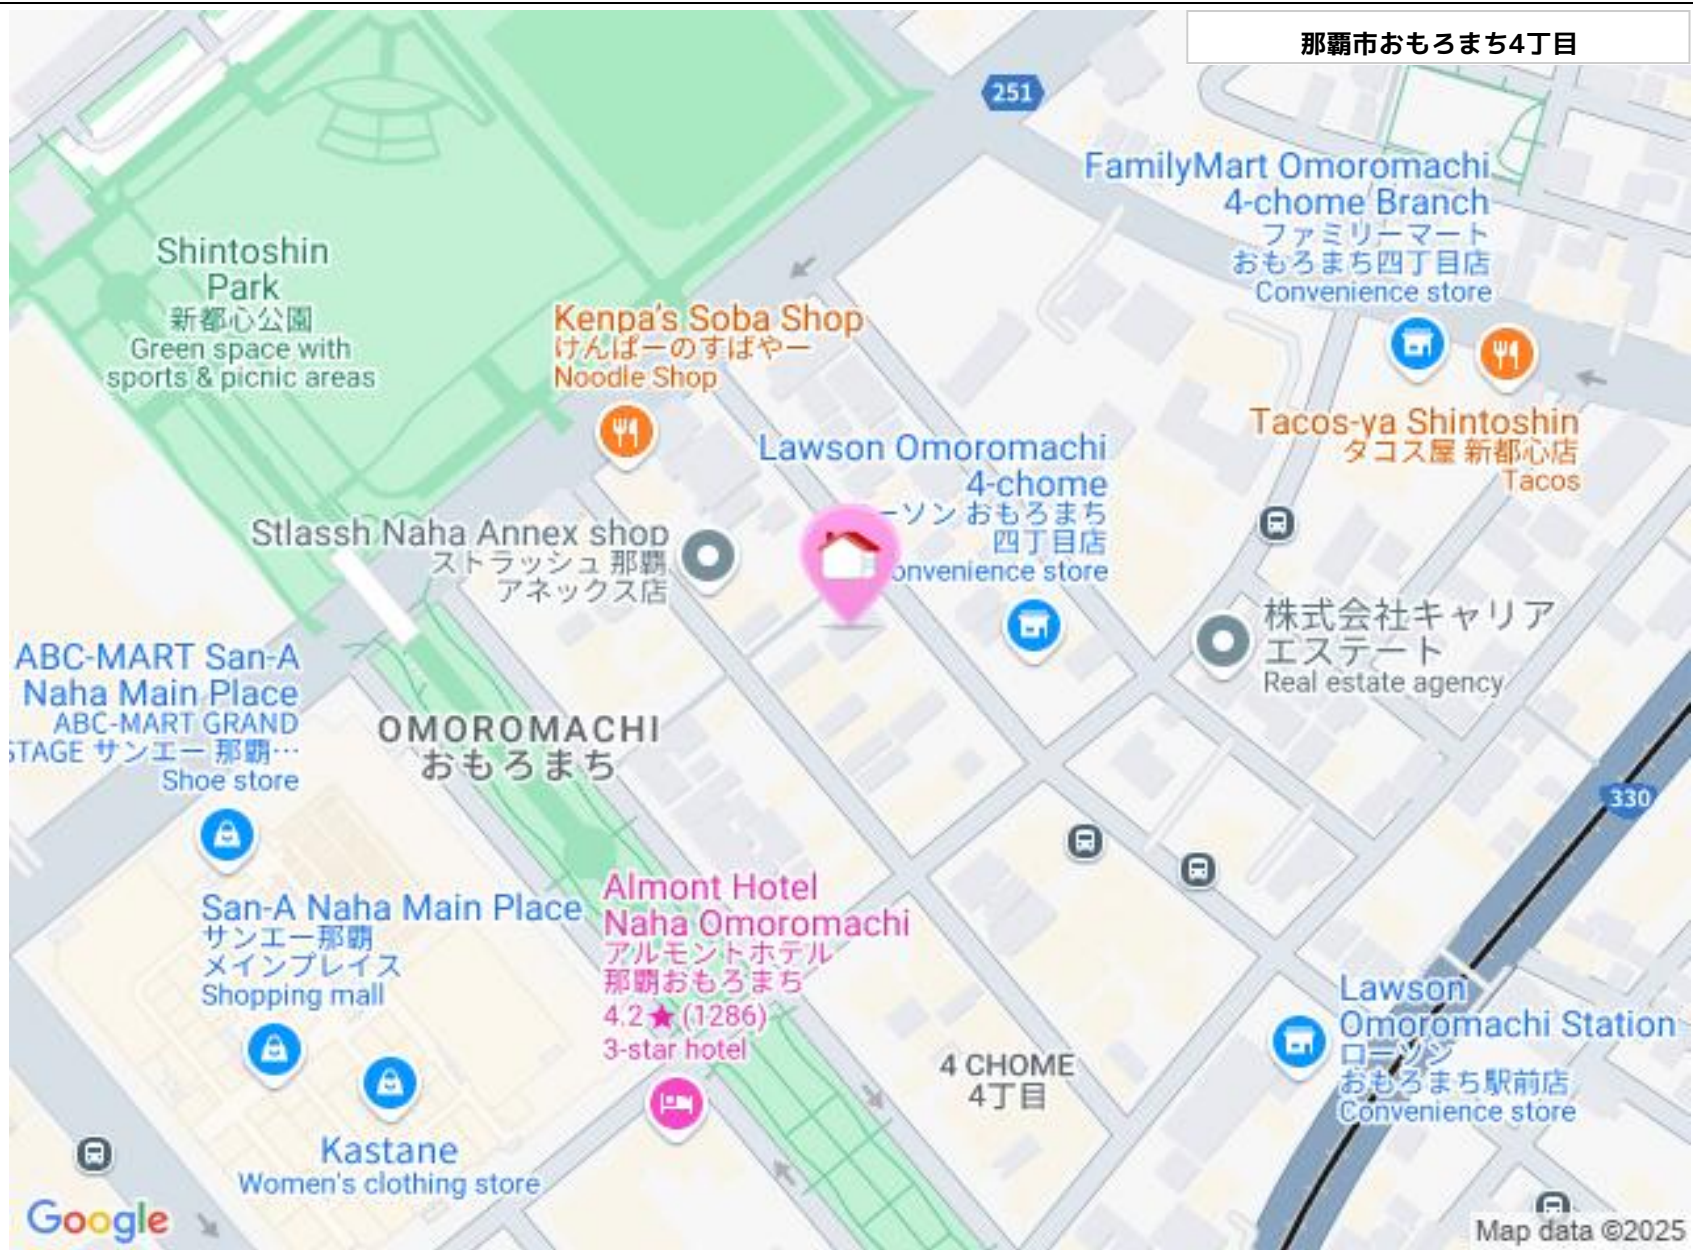 那覇市おもろまち4丁目
251
FamilyMart Omoromachi
4-chome Branch
ファミリーマート
おもろまち四丁目店
Convenience store
Shintoshin
Park
新都心公園
Green space with
sports & picnic areas
Kenpa's Soba Shop
けんぱーのすばやー
Noodle Shop
Tacos-ya Shintoshin
タコス屋 新都心店
Tacos
Lawson Omoromachi
4-chome
ーソン おもろまち
四丁目店
onvenience store
Stlassh Naha Annex shop
ストラッシュ 那覇
アネックス店
株式会社キャリア
エステート
Real estate agency
ABC-MART San-A
Naha Main Place
ABC-MART GRAND
STAGE サンエー 那覇…
Shoe store
OMOROMACHI
おもろまち
330
San-A Naha Main Place
サンエー那覇
メインプレイス
Shopping mall
Almont Hotel
Naha Omoromachi
アルモントホテル
那覇おもろまち
4.2★(1286)
3-star hotel
Lawson
Omoromachi Station
ローソン
おもろまち駅前店
Convenience store
4 CHOME
4丁目
Kastane
Women's clothing store
Google
Map data ©2025